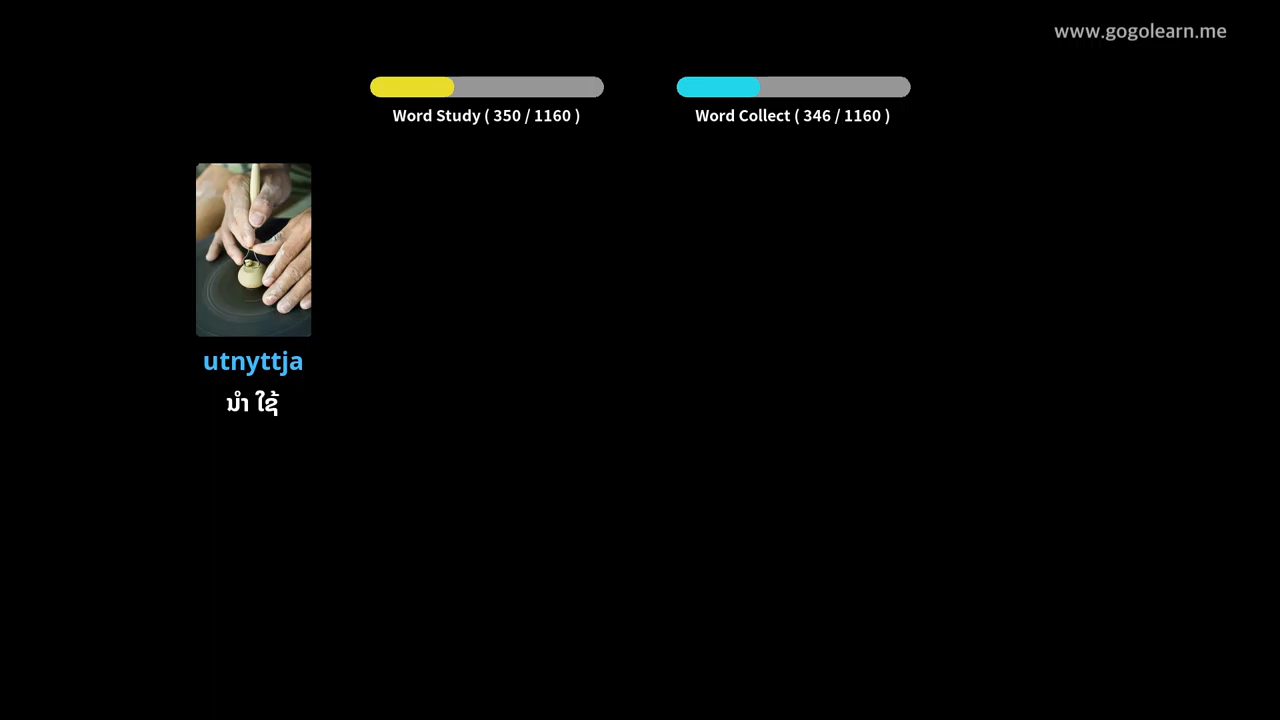 www.gogolearn.me
Word Study ( 350 / 1160 )
Word Collect ( 346 / 1160 )
utnyttja
ນຳ ໃຊ້